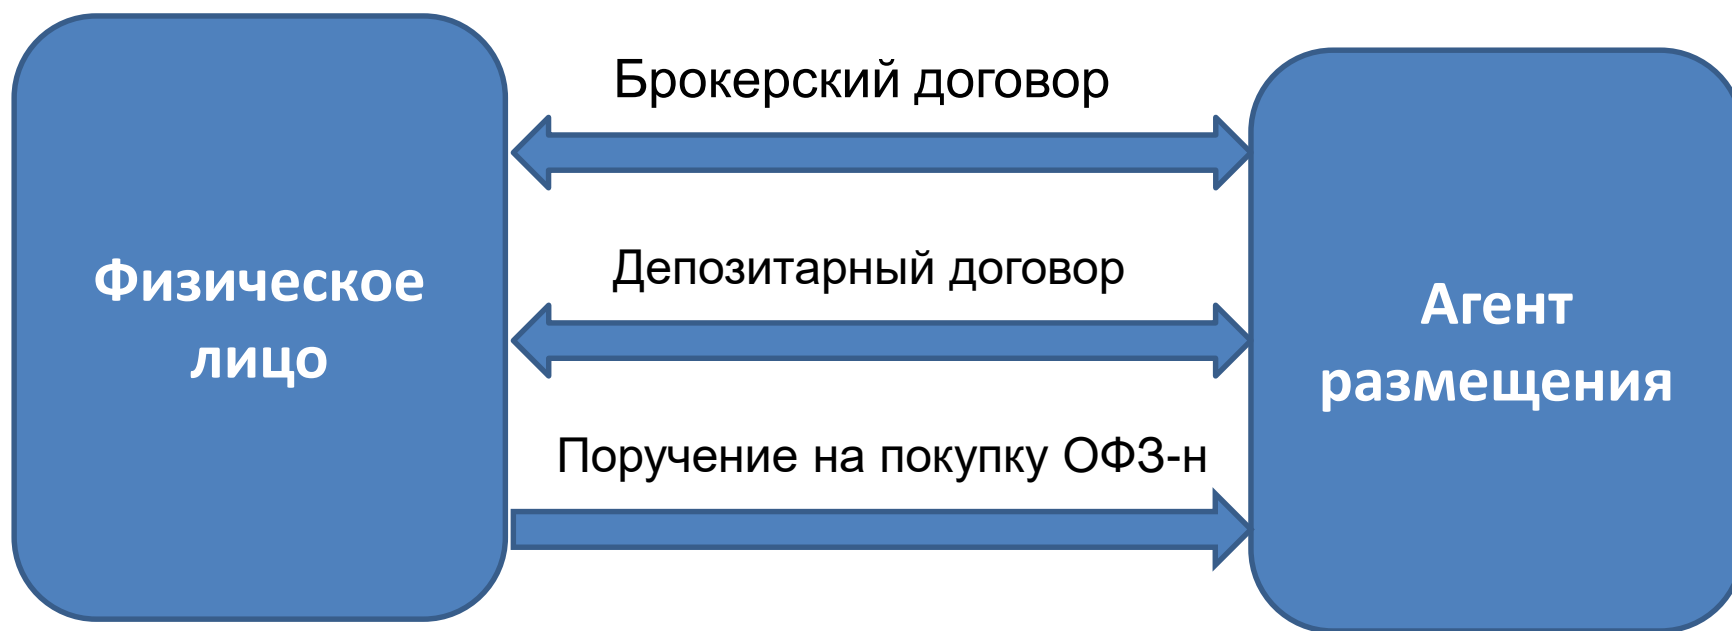 Брокерский договор
Депозитарный договор
Поручение на покупку ОФЗ-н
Физическое
лицо
Агент
размещения